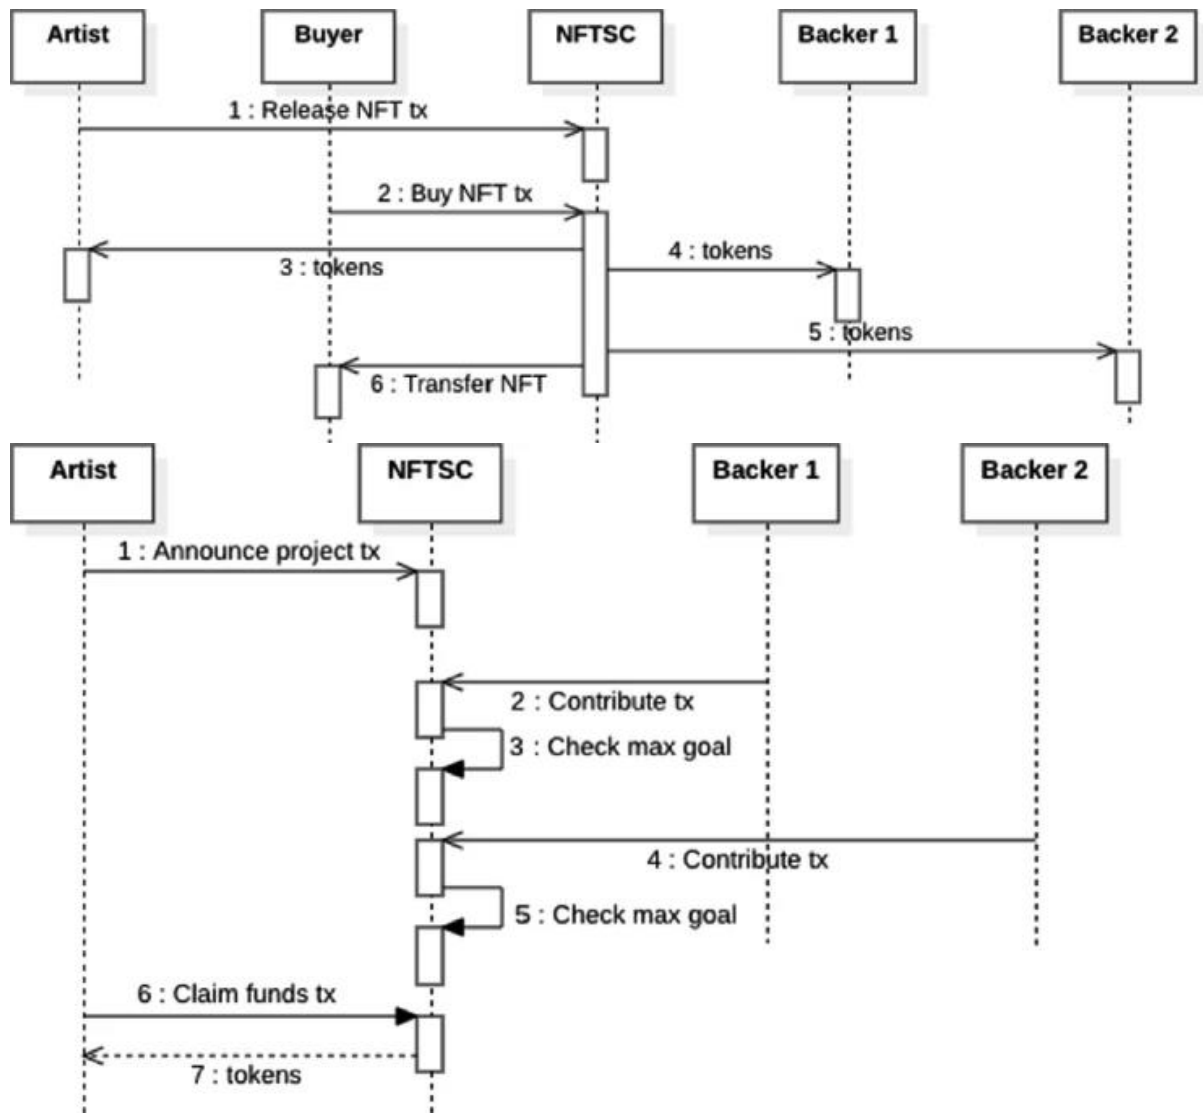 Artist
Buyer
NFTSC
Backer 1
Backer 2
1 : Release NFT tx
2 : Buy NFT tx
3 : tokens
4 : tokens
5 : tokens
6 : Transfer NFT
Artist
NFTSC
Backer 1
Backer 2
1 : Announce project tx
2 : Contribute tx
3 : Check max goal
4 : Contribute tx
5 : Check max goal
6 : Claim funds tx
7 : tokens